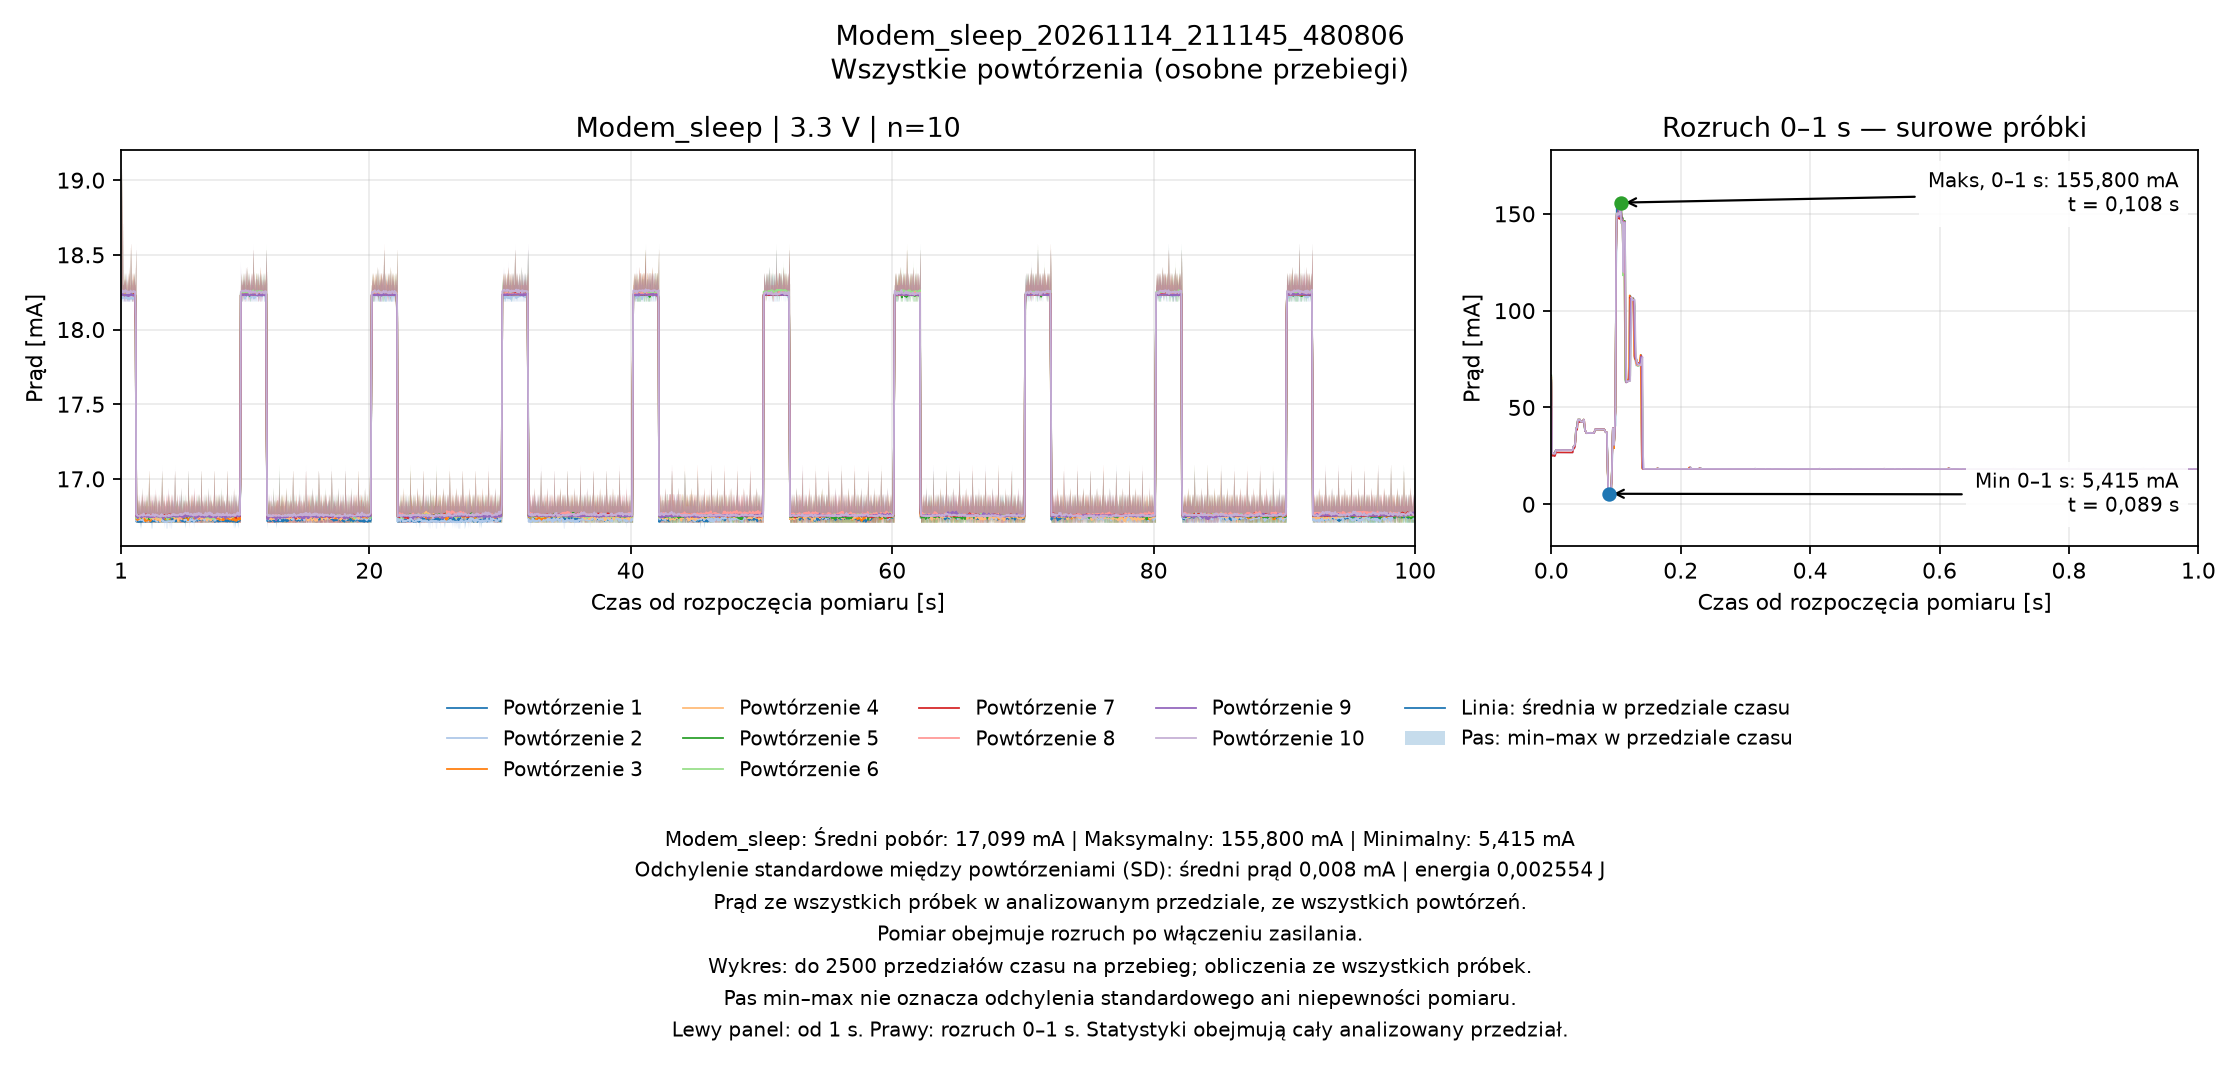 Modem_sleep_20261114_211145_480806
Wszystkie powtórzenia (osobne przebiegi)
Modem_sleep | 3.3 V | n=10
19.0
18.5
18.0
17.5
17.0
Prąd [mA]
1
20
40
60
80
100
Czas od rozpoczęcia pomiaru [s]
Rozruch 0–1 s — surowe próbki
Maks, 0–1 s: 155,800 mA
t = 0,108 s
Min 0–1 s: 5,415 mA
t = 0,089 s
150
100
50
0
Prąd [mA]
0.0
0.2
0.4
0.6
0.8
1.0
Czas od rozpoczęcia pomiaru [s]
Powtórzenie 1
Powtórzenie 2
Powtórzenie 3
Powtórzenie 4
Powtórzenie 5
Powtórzenie 6
Powtórzenie 7
Powtórzenie 8
Powtórzenie 9
Powtórzenie 10
Linia: średnia w przedziale czasu
Pas: min–max w przedziale czasu
Modem_sleep: Średni pobór: 17,099 mA | Maksymalny: 155,800 mA | Minimalny: 5,415 mA
Odchylenie standardowe między powtórzeniami (SD): średni prąd 0,008 mA | energia 0,002554 J
Prąd ze wszystkich próbek w analizowanym przedziale, ze wszystkich powtórzeń.
Pomiar obejmuje rozruch po włączeniu zasilania.
Wykres: do 2500 przedziałów czasu na przebieg; obliczenia ze wszystkich próbek.
Pas min–max nie oznacza odchylenia standardowego ani niepewności pomiaru.
Lewy panel: od 1 s. Prawy: rozruch 0–1 s. Statystyki obejmują cały analizowany przedział.